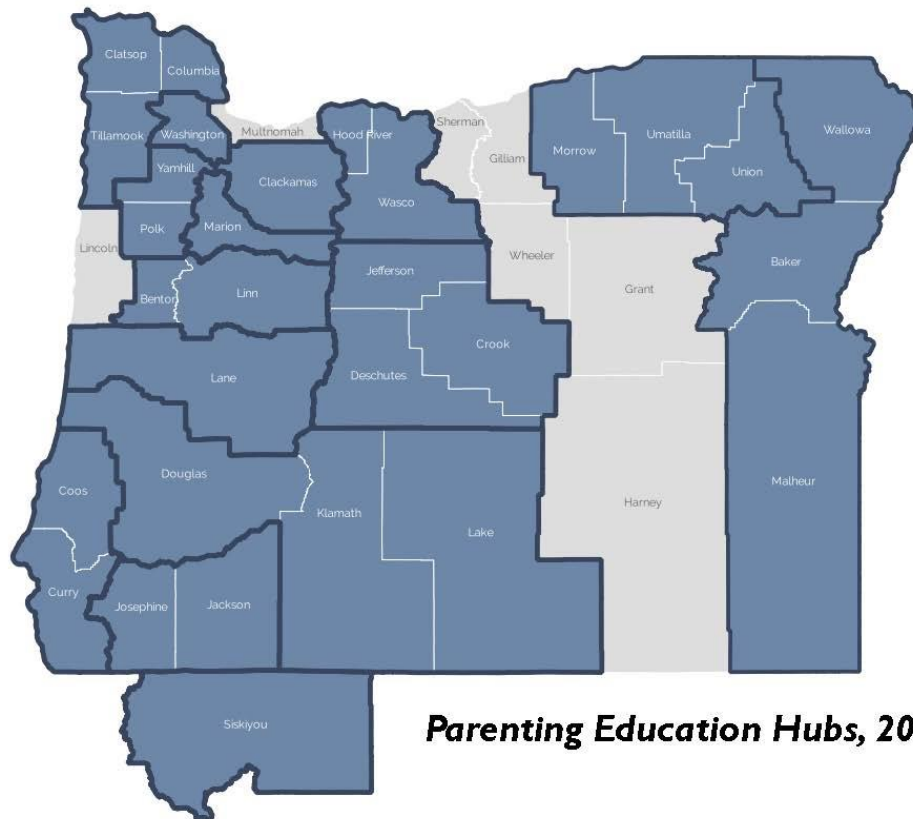 Clatsop
Columbia
Tillamook
Washington
Multnomah
Hood River
Sherman
Gilliam
Morrow
Umatilla
Union
Wallowa
Yamhill
Clackamas
Wasco
Polk
Marion
Lincoln
Wheeler
Grant
Baker
Jefferson
Benton
Linn
Crook
Lane
Deschutes
Coos
Douglas
Klamath
Lake
Harney
Malheur
Curry
Josephine
Jackson
Siskiyou
Parenting Education Hubs, 20